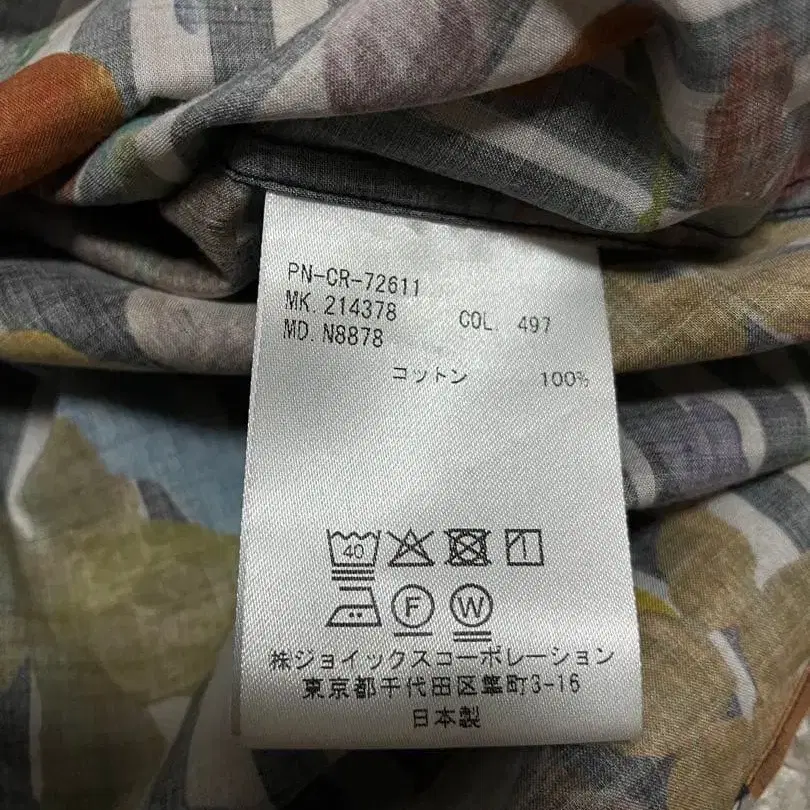 PN-CR-72611
MK. 214378 COL. 497
MD. N8878
コットン 100%
40
F W
株ジョイックスコーポレーション
東京都千代田区隼町3-16
日本製